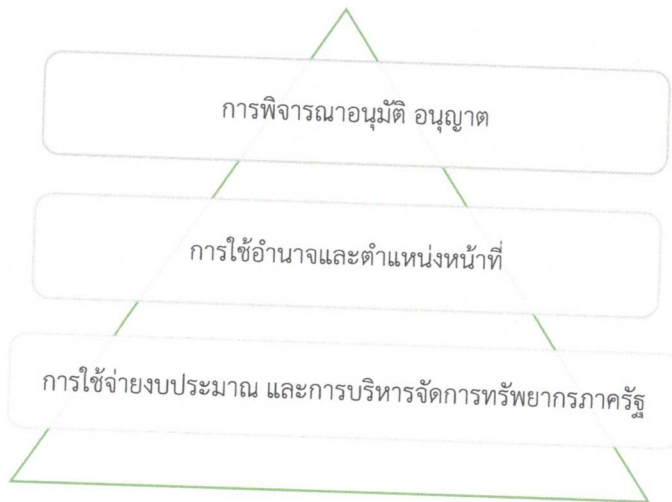 การพิจารณาอนุมัติ อนุญาต
การใช้อำนาจและตำแหน่งหน้าที่
การใช้จ่ายงบประมาณ และการบริหารจัดการทรัพยากรภาครัฐ